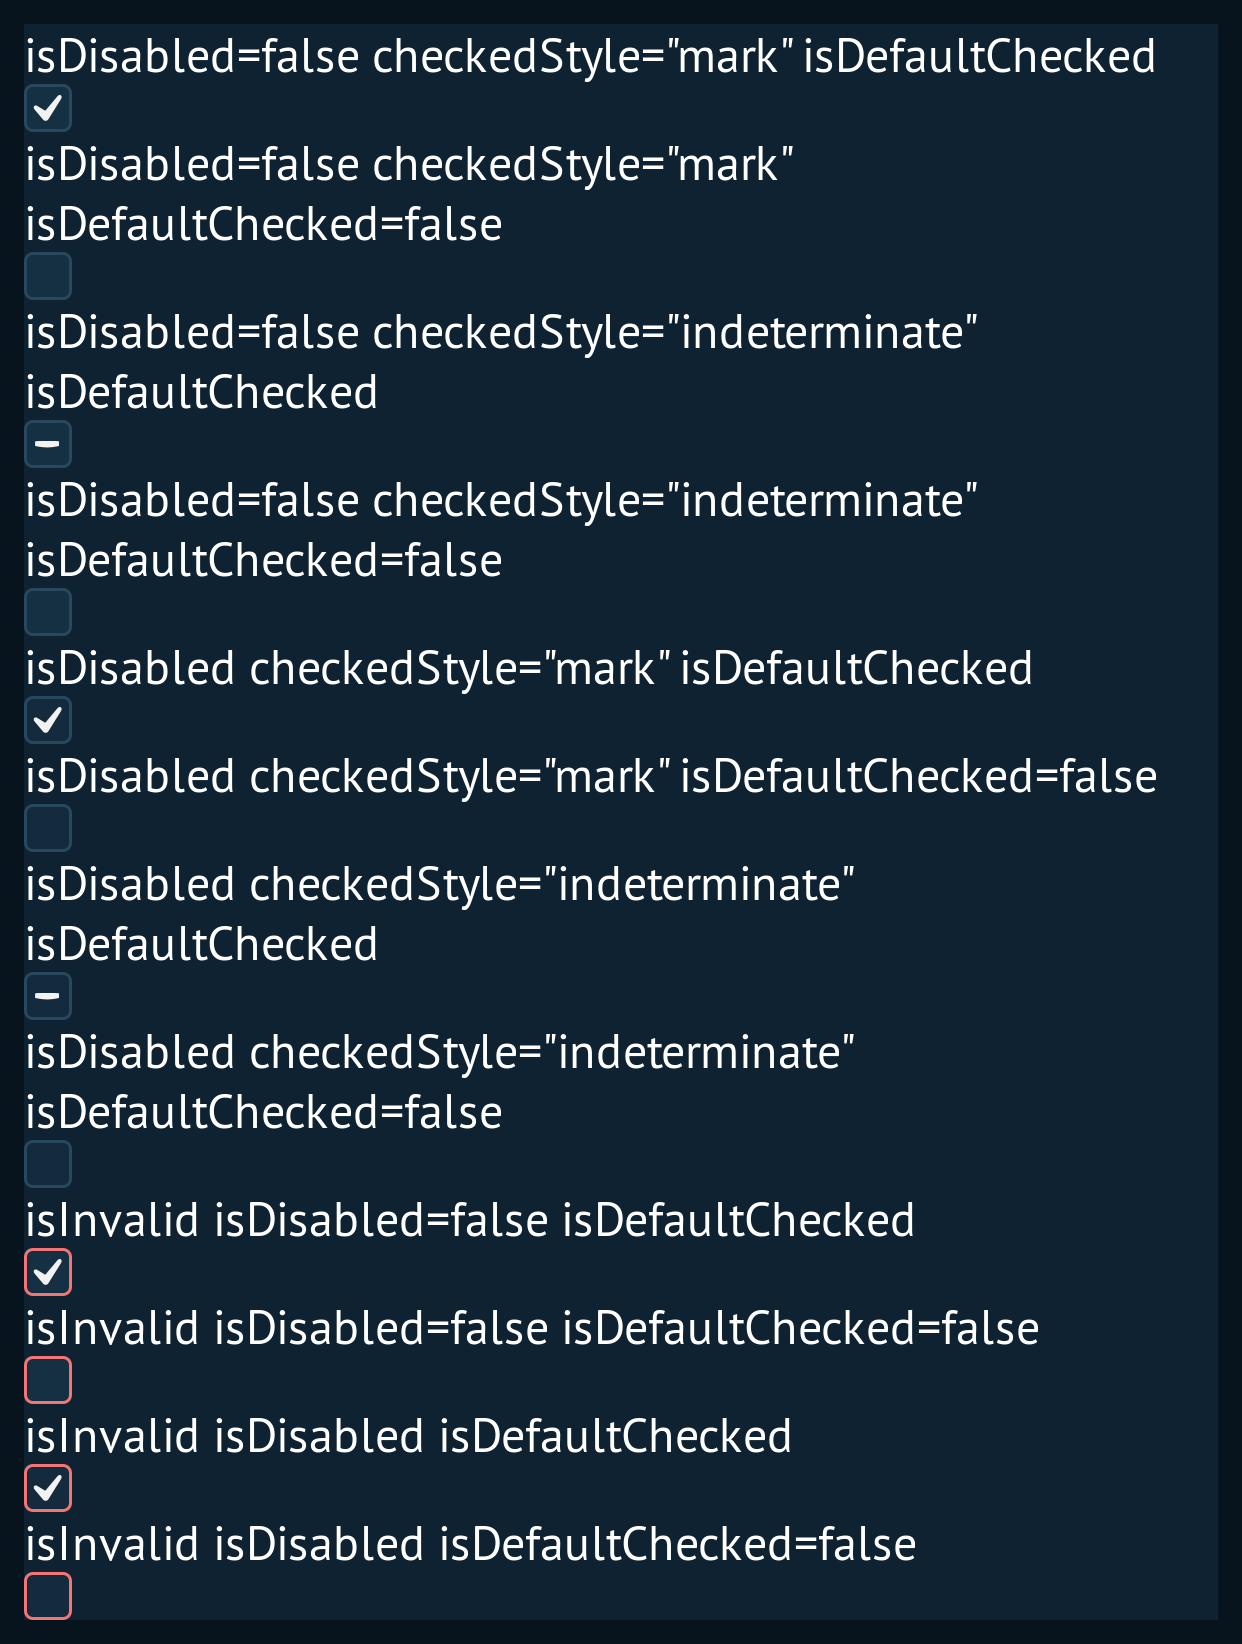 isDisabled=false checkedStyle="mark" isDefaultChecked
isDisabled=false checkedStyle="mark"
isDefaultChecked=false
isDisabled=false checkedStyle="indeterminate"
isDefaultChecked
isDisabled=false checkedStyle="indeterminate"
isDefaultChecked=false
isDisabled checkedStyle="mark" isDefaultChecked
isDisabled checkedStyle="mark" isDefaultChecked=false
isDisabled checkedStyle="indeterminate"
isDefaultChecked
isDisabled checkedStyle="indeterminate"
isDefaultChecked=false
isInvalid isDisabled=false isDefaultChecked
isInvalid isDisabled=false isDefaultChecked=false
isInvalid isDisabled isDefaultChecked
isInvalid isDisabled isDefaultChecked=false